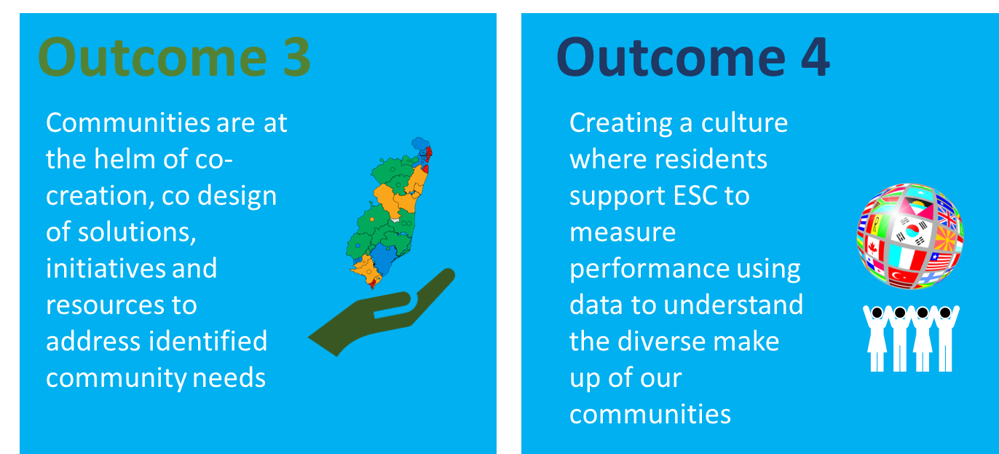 Outcome 3
Communities are at
the helm of co-
creation, co design
of solutions,
initiatives and
resources to
address identified
community needs
Outcome 4
Creating a culture
where residents
support ESC to
measure
performance using
data to understand
the diverse make
up of our
communities